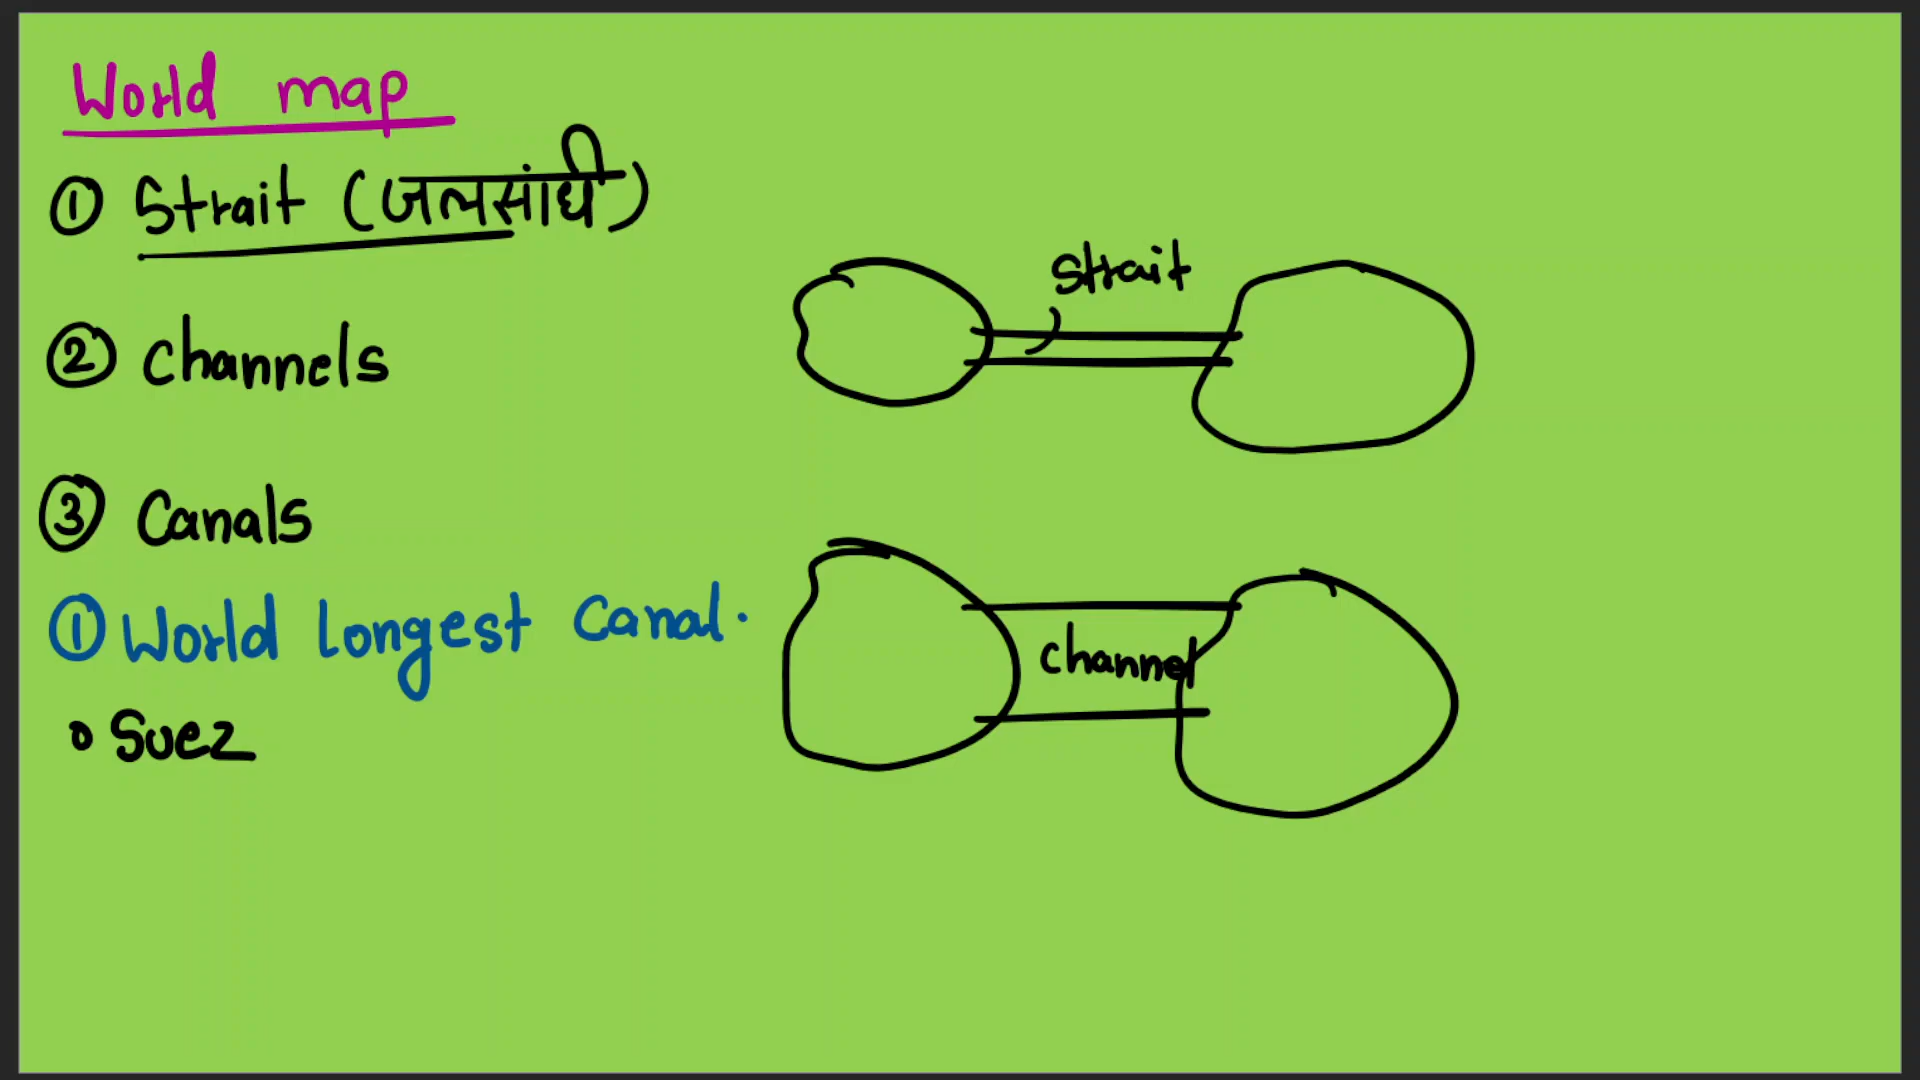 World map
① Strait (जलसांधी)
strait
② Channels
③ Canals
① World longest Canal.
channel
• Suez